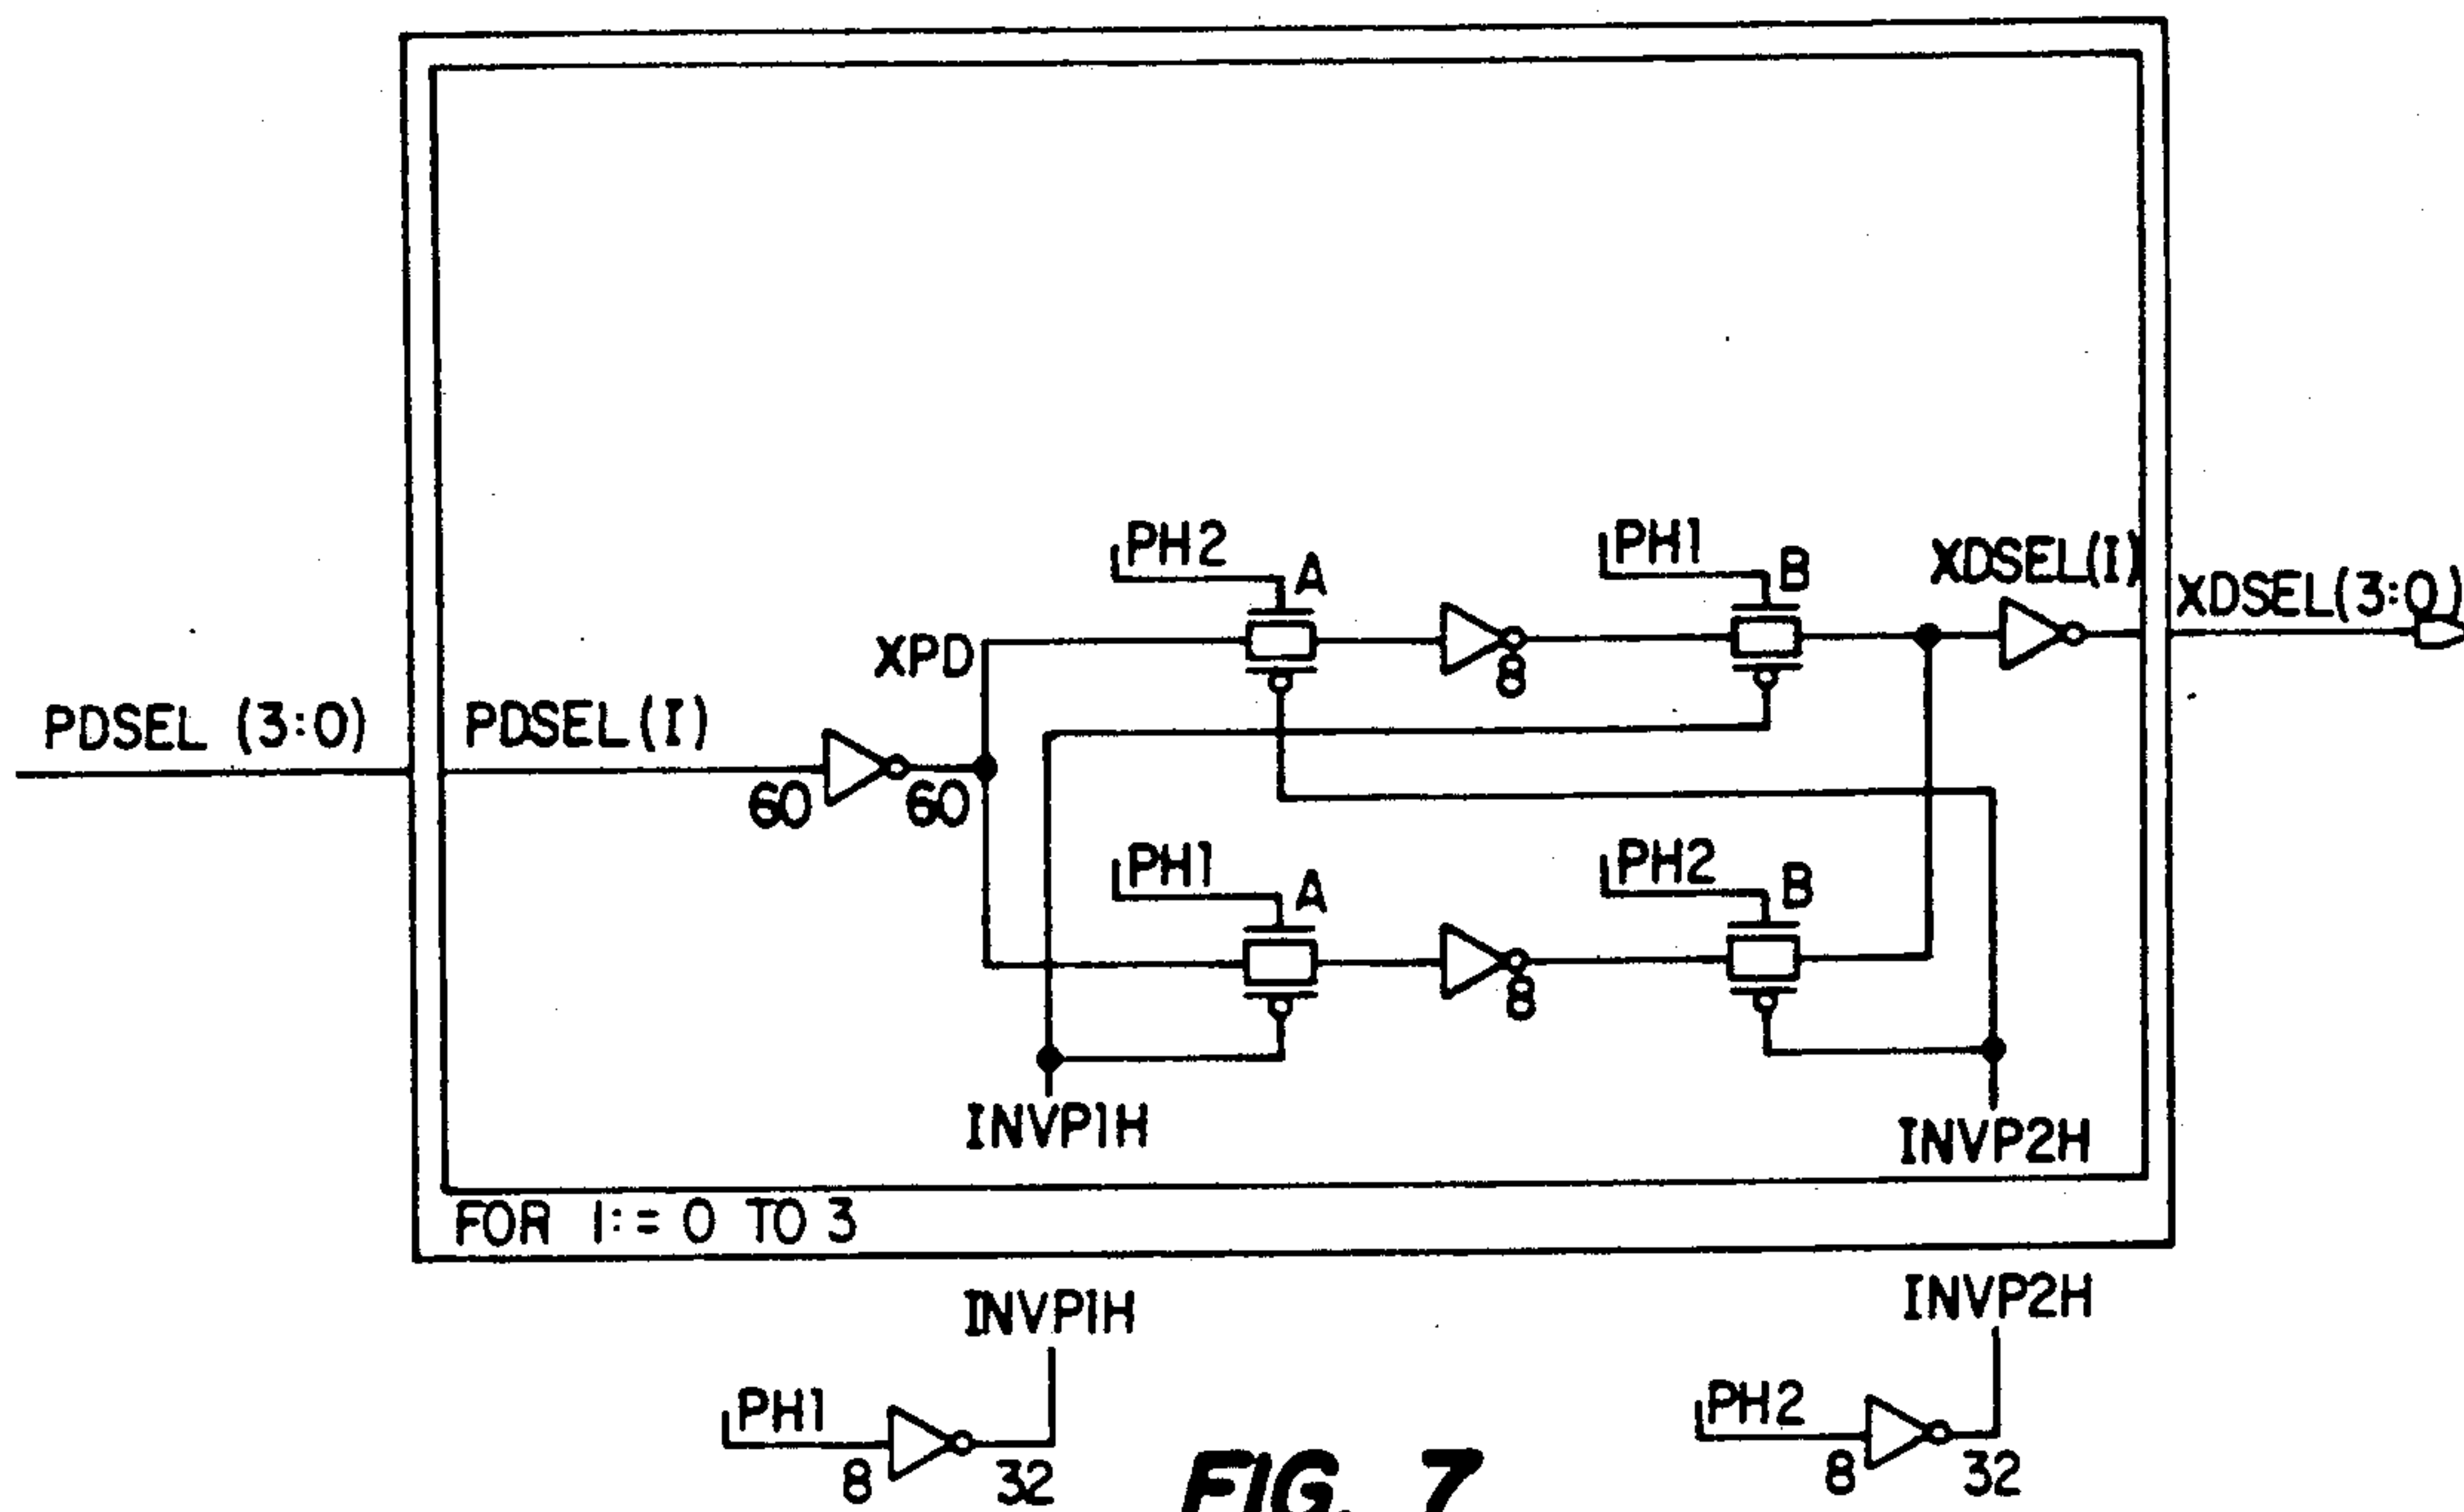 PH2
A
PH1
B
XDSEL(I)
XDSEL(3:0)
XPD
8
PDSEL (3:0)
PDSEL(I)
60
60
PH1
A
PH2
B
8
INVP1H
INVP2H
FOR I:= 0 TO 3
INVP1H
INVP2H
PH1
8
32
PH2
8
32
FIG. 7